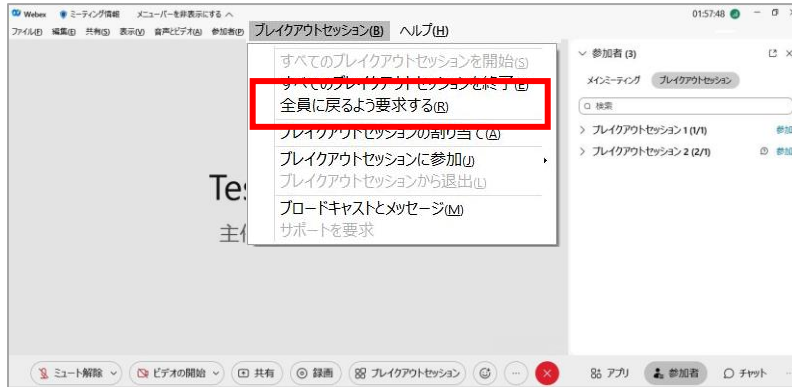 Webex ミーティング情報 メニューバーを非表示にする へ 01:57:48
ファイル(F) 編集(E) 共有(S) 表示(V) 音声とビデオ(A) 参加者(P) ブレイクアウトセッション(B) ヘルプ(H)
すべてのブレイクアウトセッションを開始(S)
すべてのブレイクアウトセッションを終了(E)
全員に戻るよう要求する(R)
ブレイクアウトセッションの割り当て(A)
ブレイクアウトセッションに参加(J)
ブレイクアウトセッションから退出(L)
ブロードキャストとメッセージ(M)
サポートを要求
Tes
主催
参加者 (3)
メインミーティング ブレイクアウトセッション
検索
ブレイクアウトセッション 1 (1/1) 参加
ブレイクアウトセッション 2 (2/1) 参加
ミュート解除 ビデオの開始 共有 録画 ブレイクアウトセッション アプリ 参加者 チャット